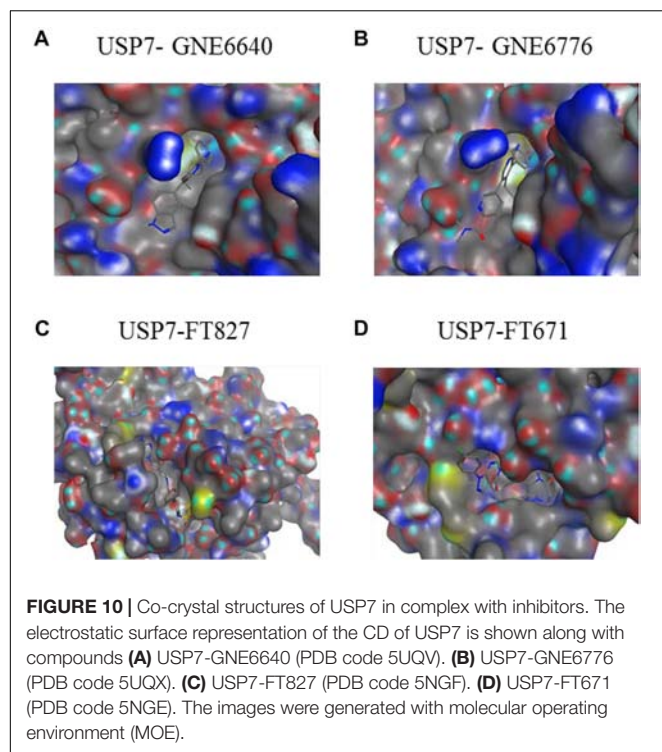 A USP7- GNE6640
B USP7- GNE6776
C USP7-FT827
D USP7-FT671
FIGURE 10 | Co-crystal structures of USP7 in complex with inhibitors. The
electrostatic surface representation of the CD of USP7 is shown along with
compounds (A) USP7-GNE6640 (PDB code 5UQV). (B) USP7-GNE6776
(PDB code 5UQX). (C) USP7-FT827 (PDB code 5NGF). (D) USP7-FT671
(PDB code 5NGE). The images were generated with molecular operating
environment (MOE).